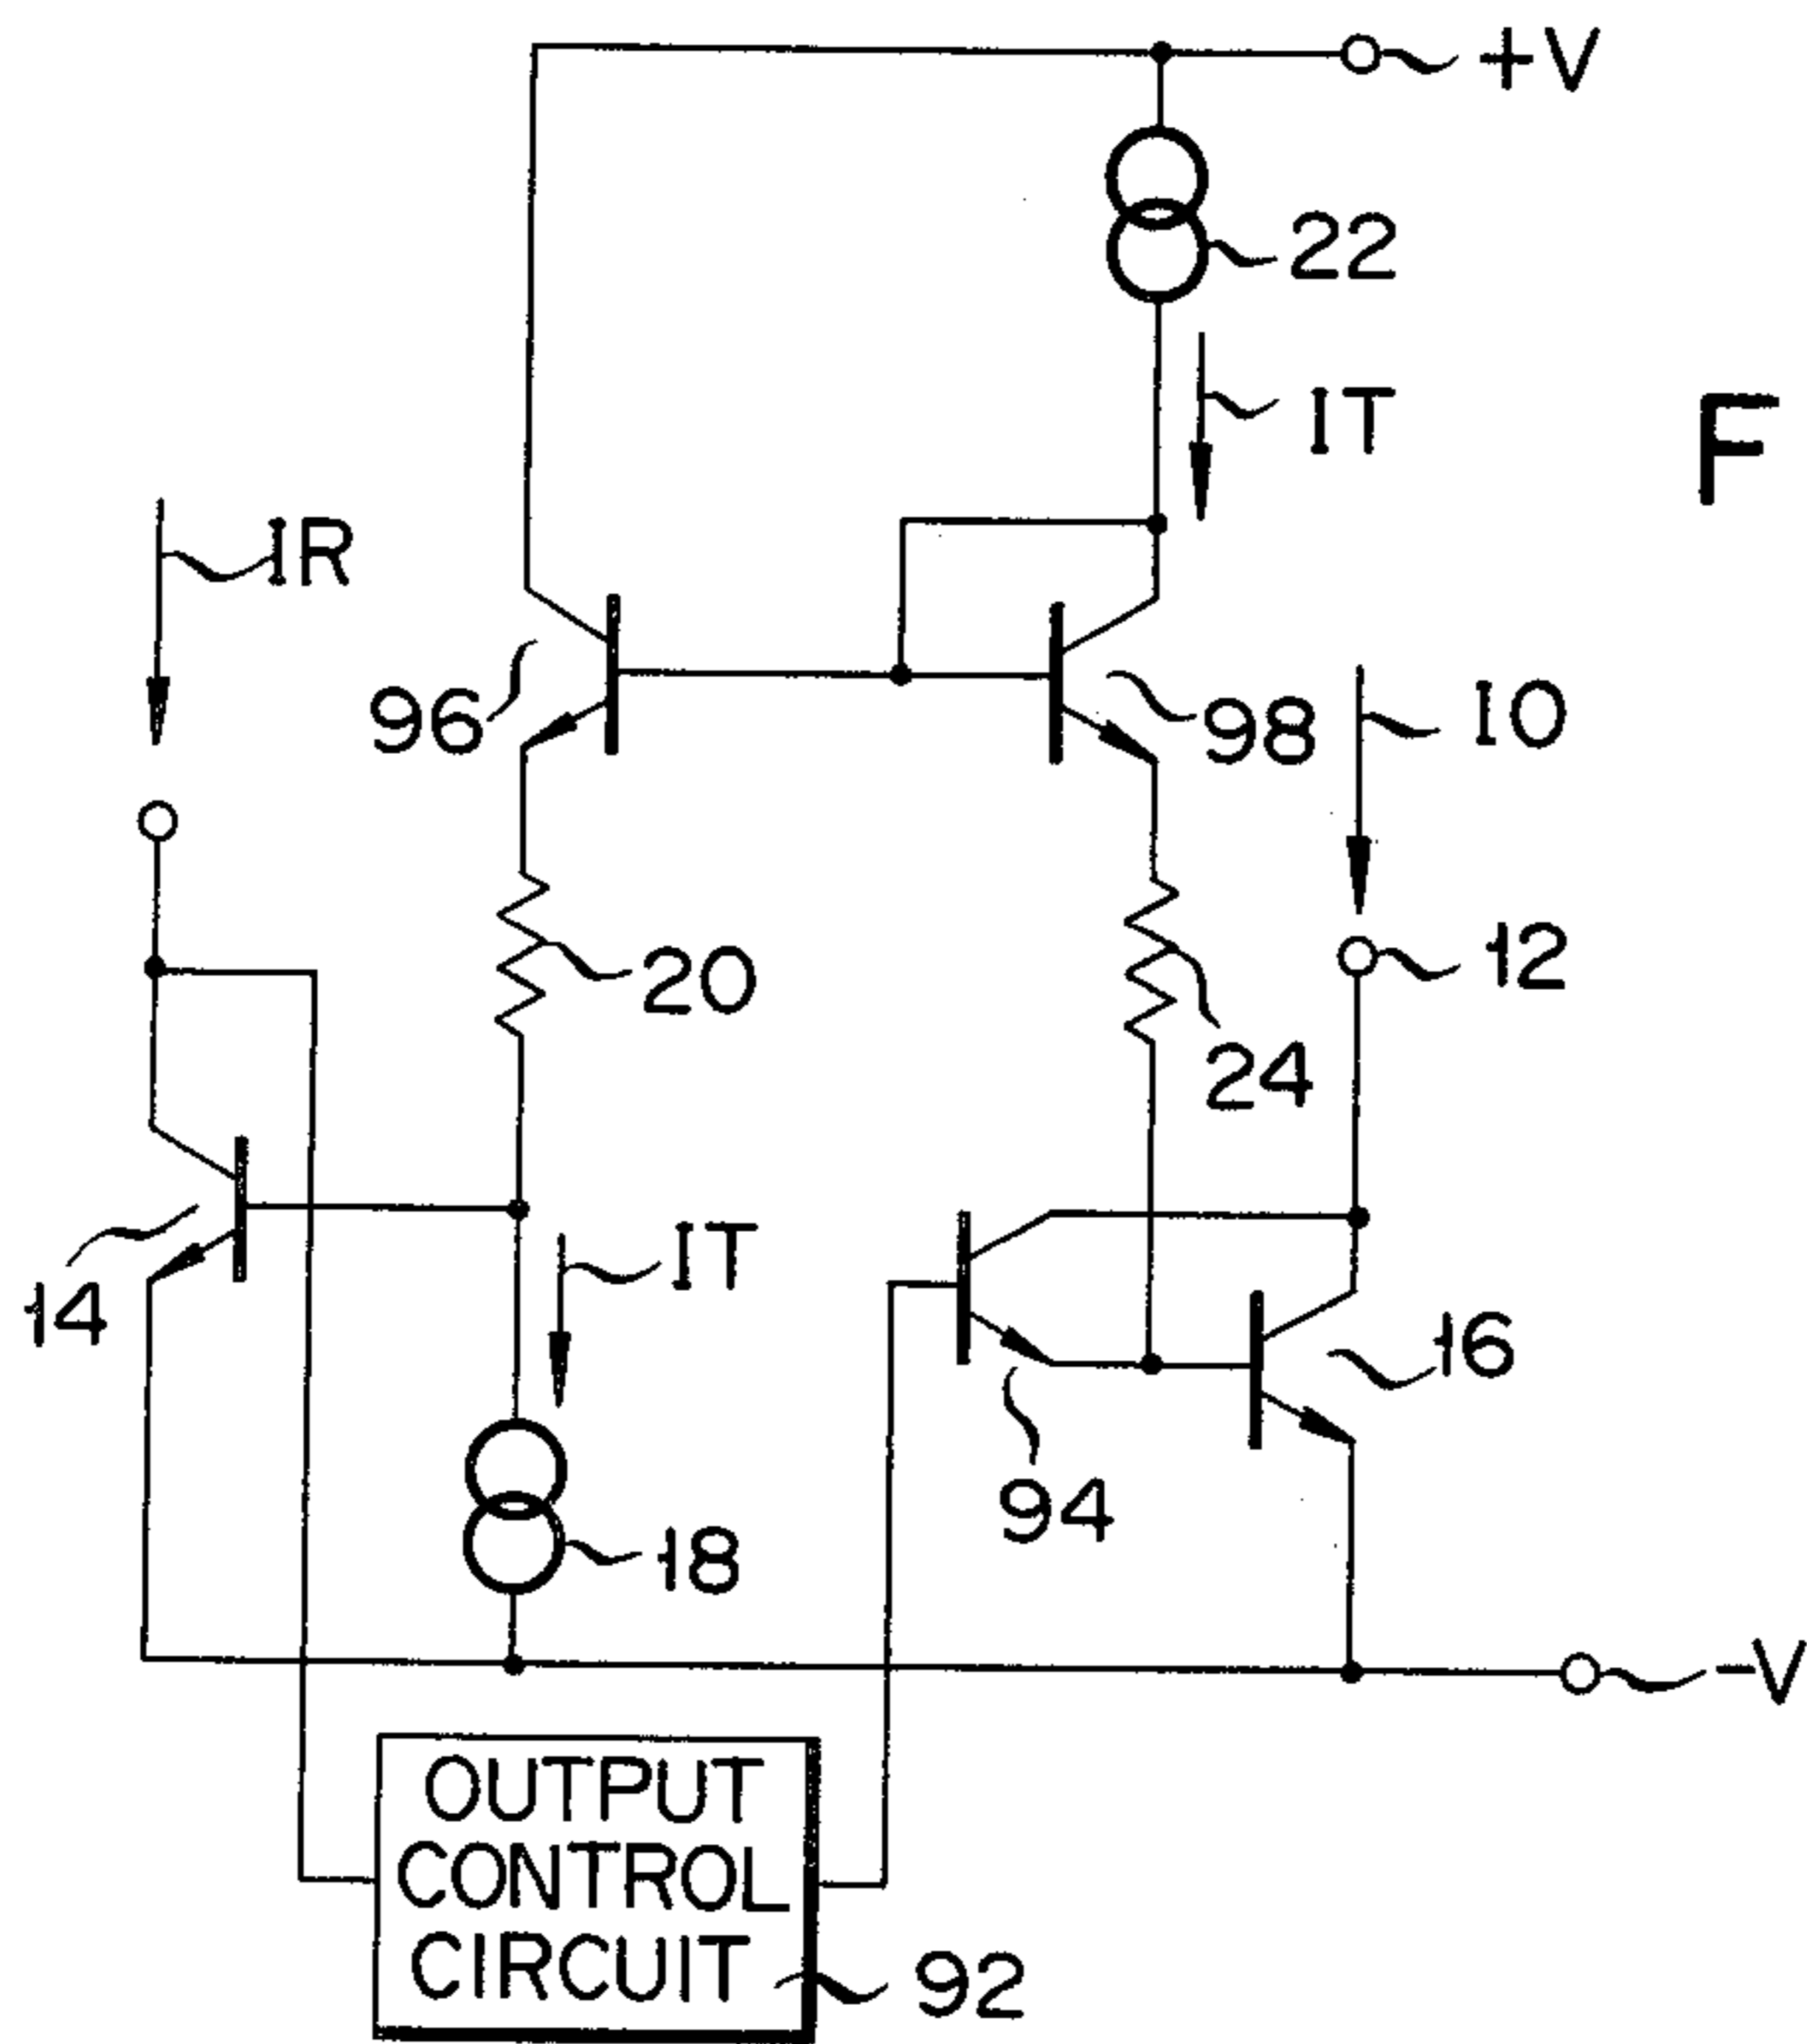 +V
22
IT
F
IR
96
98
IO
20
12
24
14
IT
16
94
18
-V
OUTPUT
CONTROL
CIRCUIT
92